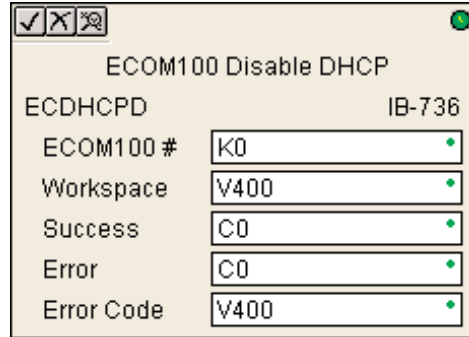 ECOM100 Disable DHCP
ECDHCPD IB-736
ECOM100 # K0
Workspace V400
Success C0
Error C0
Error Code V400